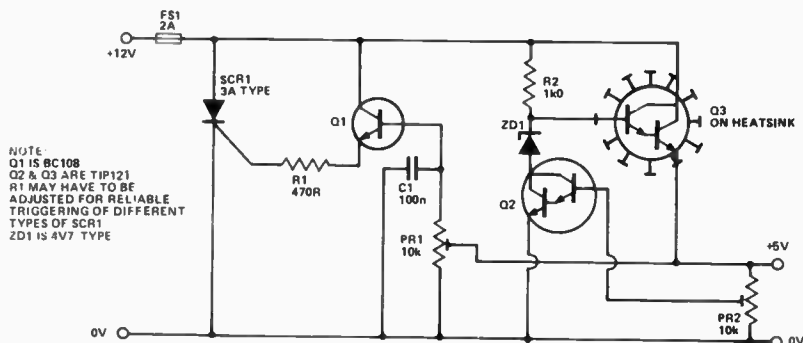 FS1
2A
+12V
SCR1
3A TYPE
Q1
R2
1k0
ZD1
Q3
ON HEATSINK
NOTE
Q1 IS BC108
Q2 & Q3 ARE TIP121
R1 MAY HAVE TO BE
ADJUSTED FOR RELIABLE
TRIGGERING OF DIFFERENT
TYPES OF SCR1
ZD1 IS 4V7 TYPE
R1
470R
C1
100n
Q2
PR1
10k
+5V
PR2
10k
0V
0V